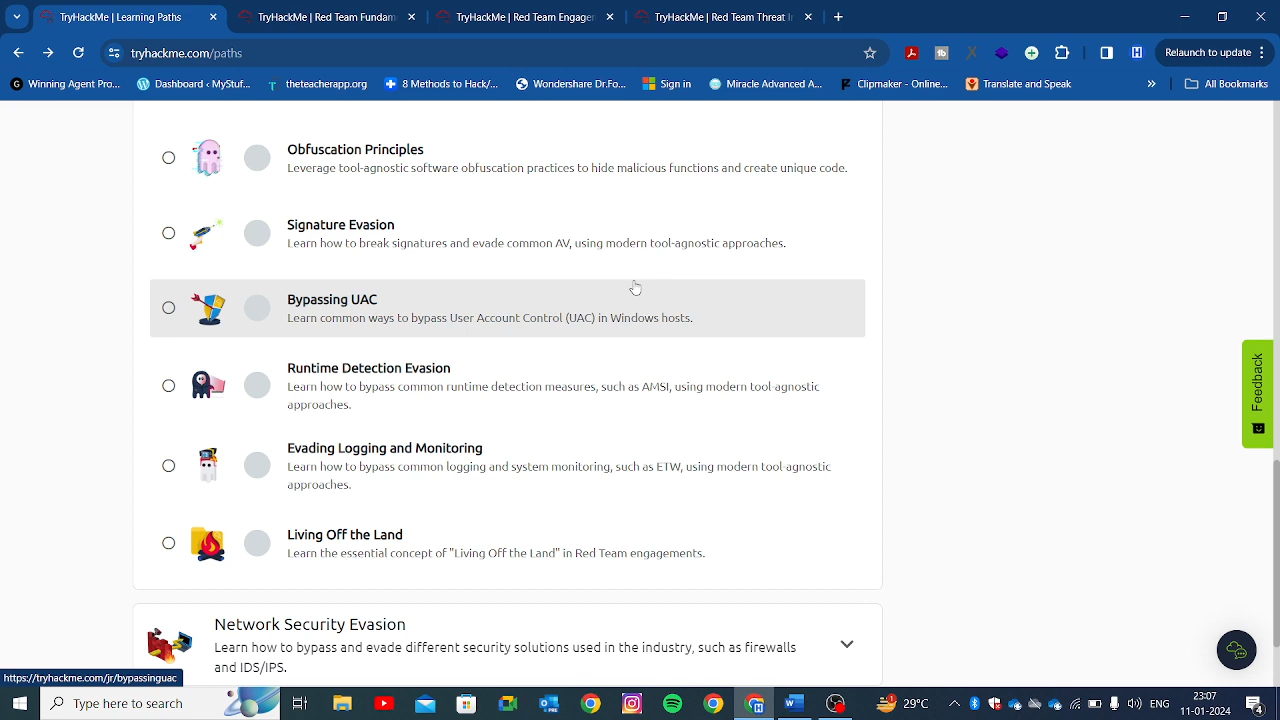 TryHackMe | Learning Paths
TryHackMe | Red Team Fundam
TryHackMe | Red Team Engager
TryHackMe | Red Team Threat Ir
tryhackme.com/paths
Relaunch to update
Winning Agent Pro...
Dashboard ‹ MyStuf...
theteacherapp.org
8 Methods to Hack/...
Wondershare Dr.Fo...
Sign in
Miracle Advanced A...
Clipmaker - Online...
Translate and Speak
»
All Bookmarks
Obfuscation Principles
Leverage tool-agnostic software obfuscation practices to hide malicious functions and create unique code.
Signature Evasion
Learn how to break signatures and evade common AV, using modern tool-agnostic approaches.
Bypassing UAC
Learn common ways to bypass User Account Control (UAC) in Windows hosts.
Runtime Detection Evasion
Learn how to bypass common runtime detection measures, such as AMSI, using modern tool-agnostic
approaches.
Evading Logging and Monitoring
Learn how to bypass common logging and system monitoring, such as ETW, using modern tool-agnostic
approaches.
Living Off the Land
Learn the essential concept of "Living Off the Land" in Red Team engagements.
Feedback
Network Security Evasion
Learn how to bypass and evade different security solutions used in the industry, such as firewalls
and IDS/IPS.
https://tryhackme.com/jr/bypassinguac
Type here to search
29°C
ENG
23:07
11-01-2024